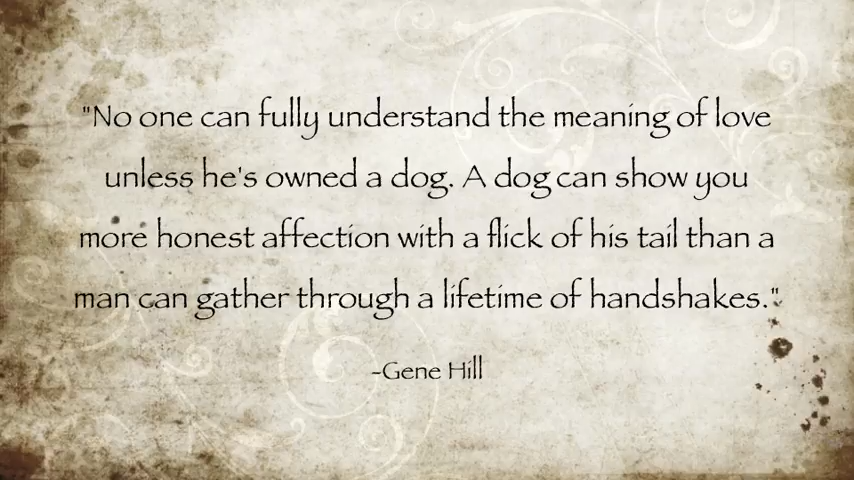 "No one can fully understand the meaning of love
unless he's owned a dog. A dog can show you
more honest affection with a flick of his tail than a
man can gather through a lifetime of handshakes."
-Gene Hill